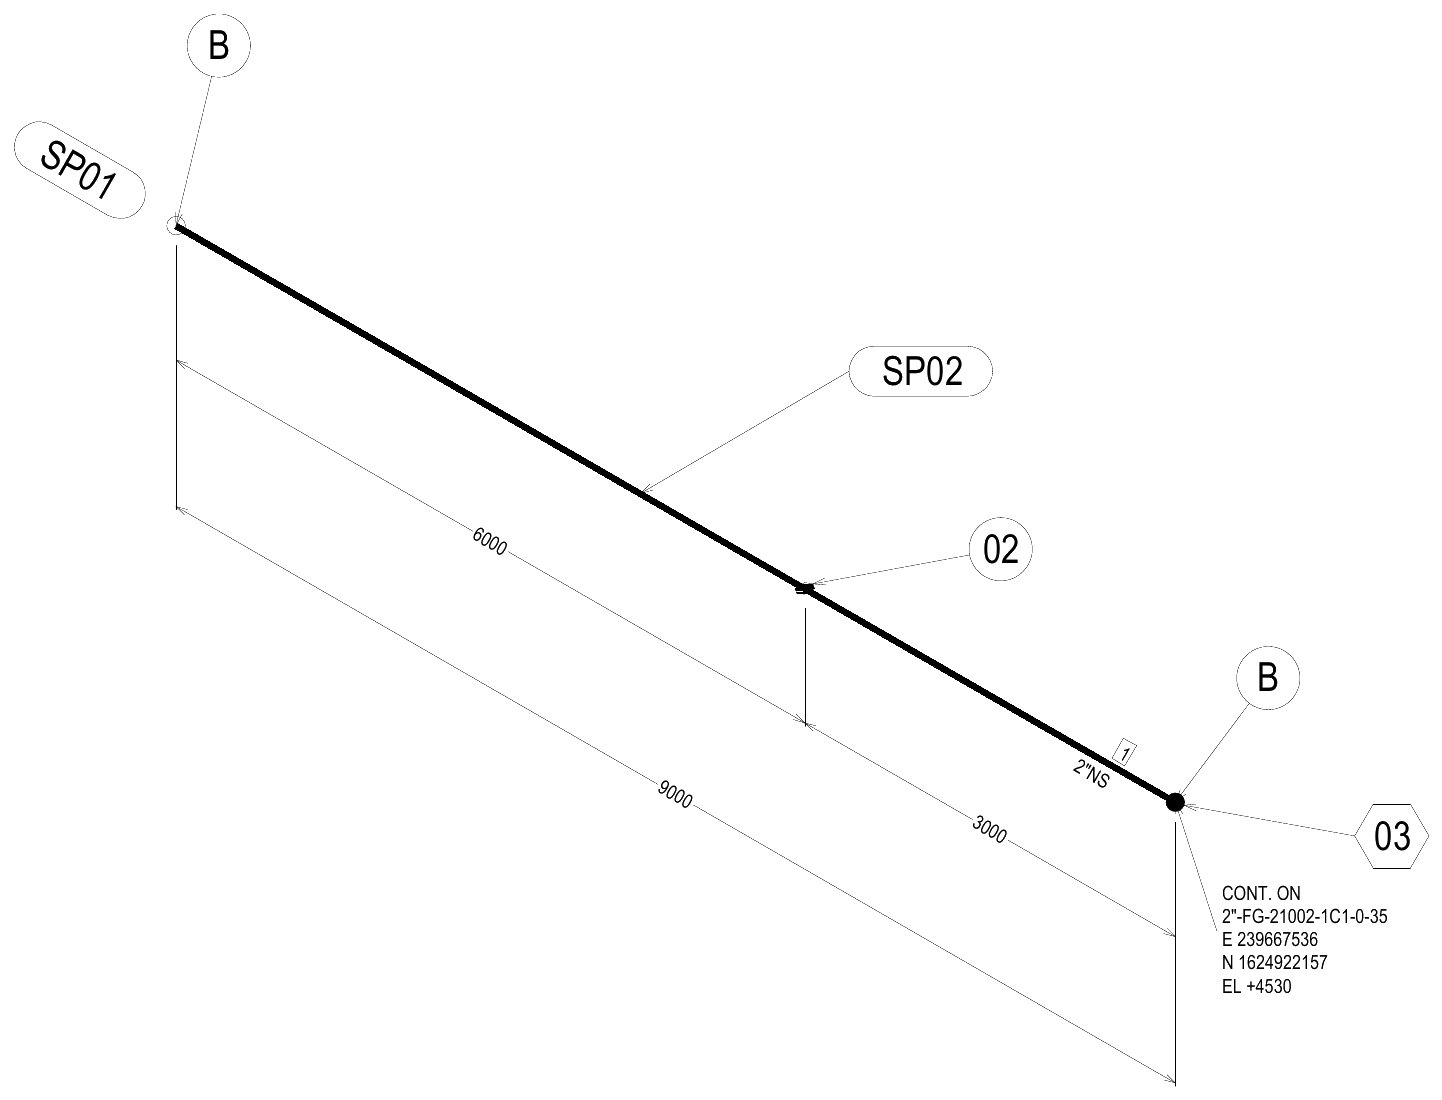 B
SP01
SP02
6000
02
B
1
2"NS
9000
3000
03
CONT. ON
2"-FG-21002-1C1-0-35
E 239667536
N 1624922157
EL +4530